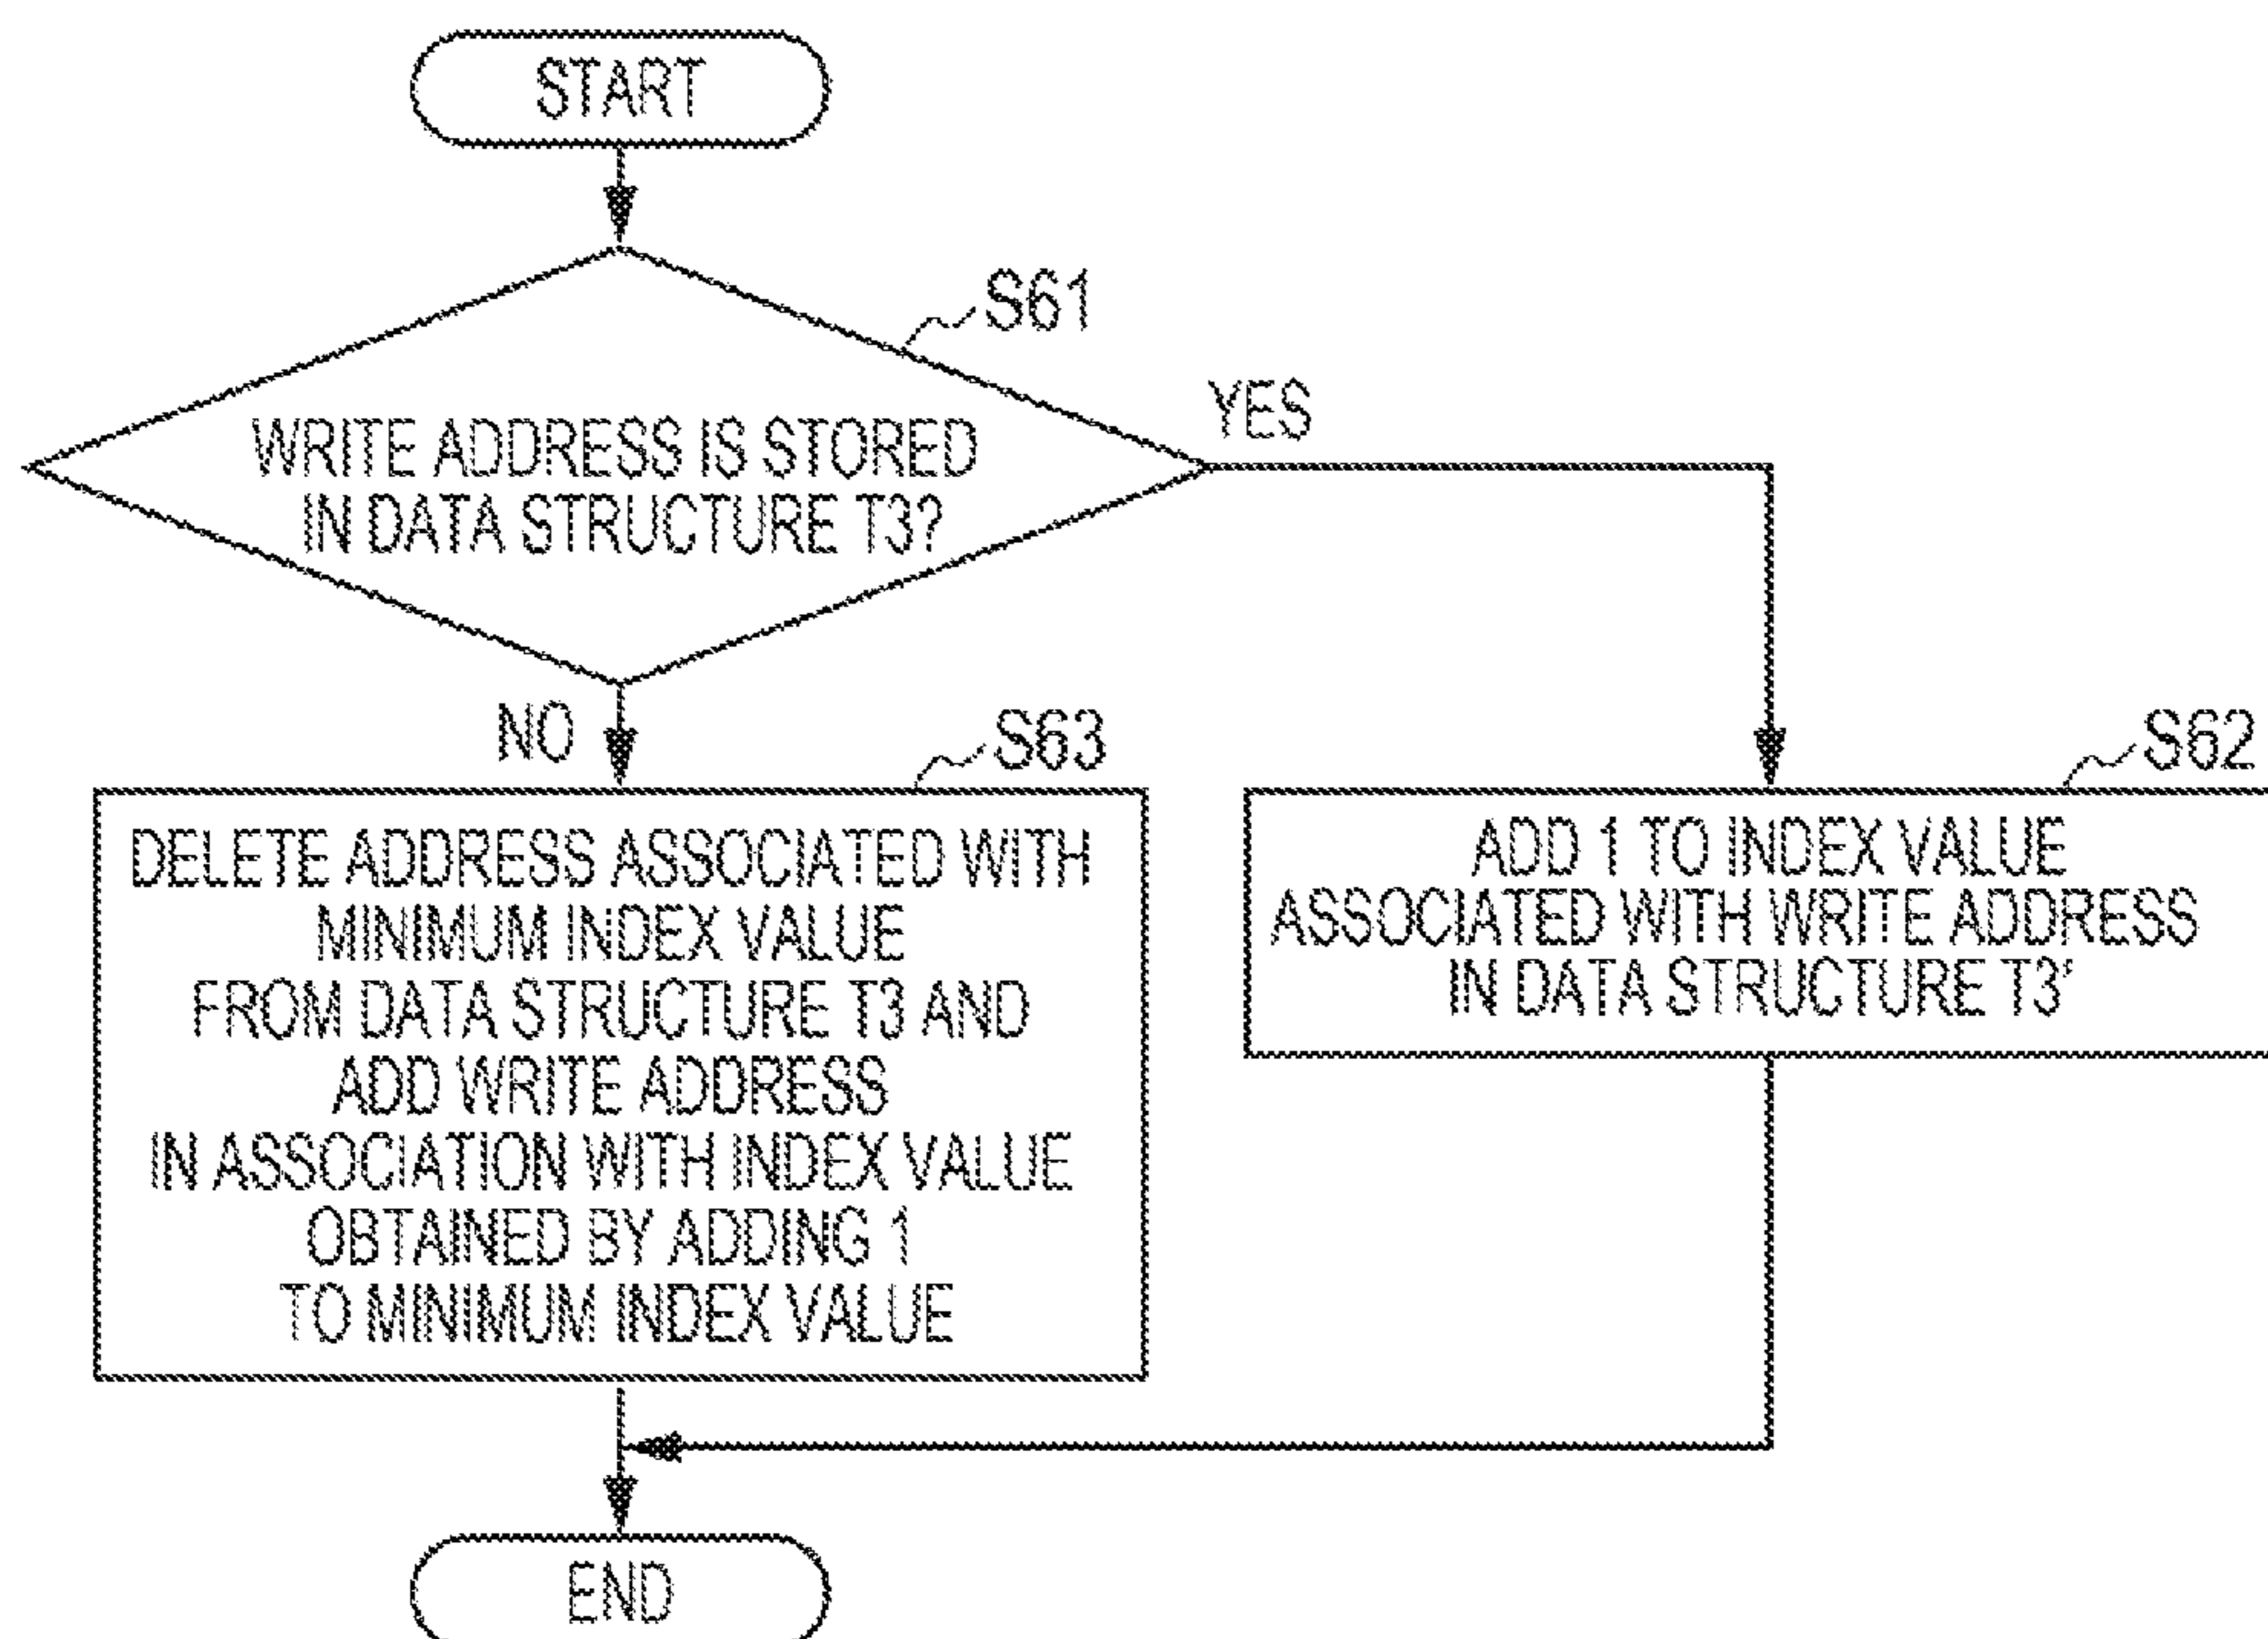 START
S61
YES
WRITE ADDRESS IS STORED
IN DATA STRUCTURE T3?
NO
S63
DELETE ADDRESS ASSOCIATED WITH
MINIMUM INDEX VALUE
FROM DATA STRUCTURE T3 AND
ADD WRITE ADDRESS
IN ASSOCIATION WITH INDEX VALUE
OBTAINED BY ADDING 1
TO MINIMUM INDEX VALUE
S62
ADD 1 TO INDEX VALUE
ASSOCIATED WITH WRITE ADDRESS
IN DATA STRUCTURE T3'
END